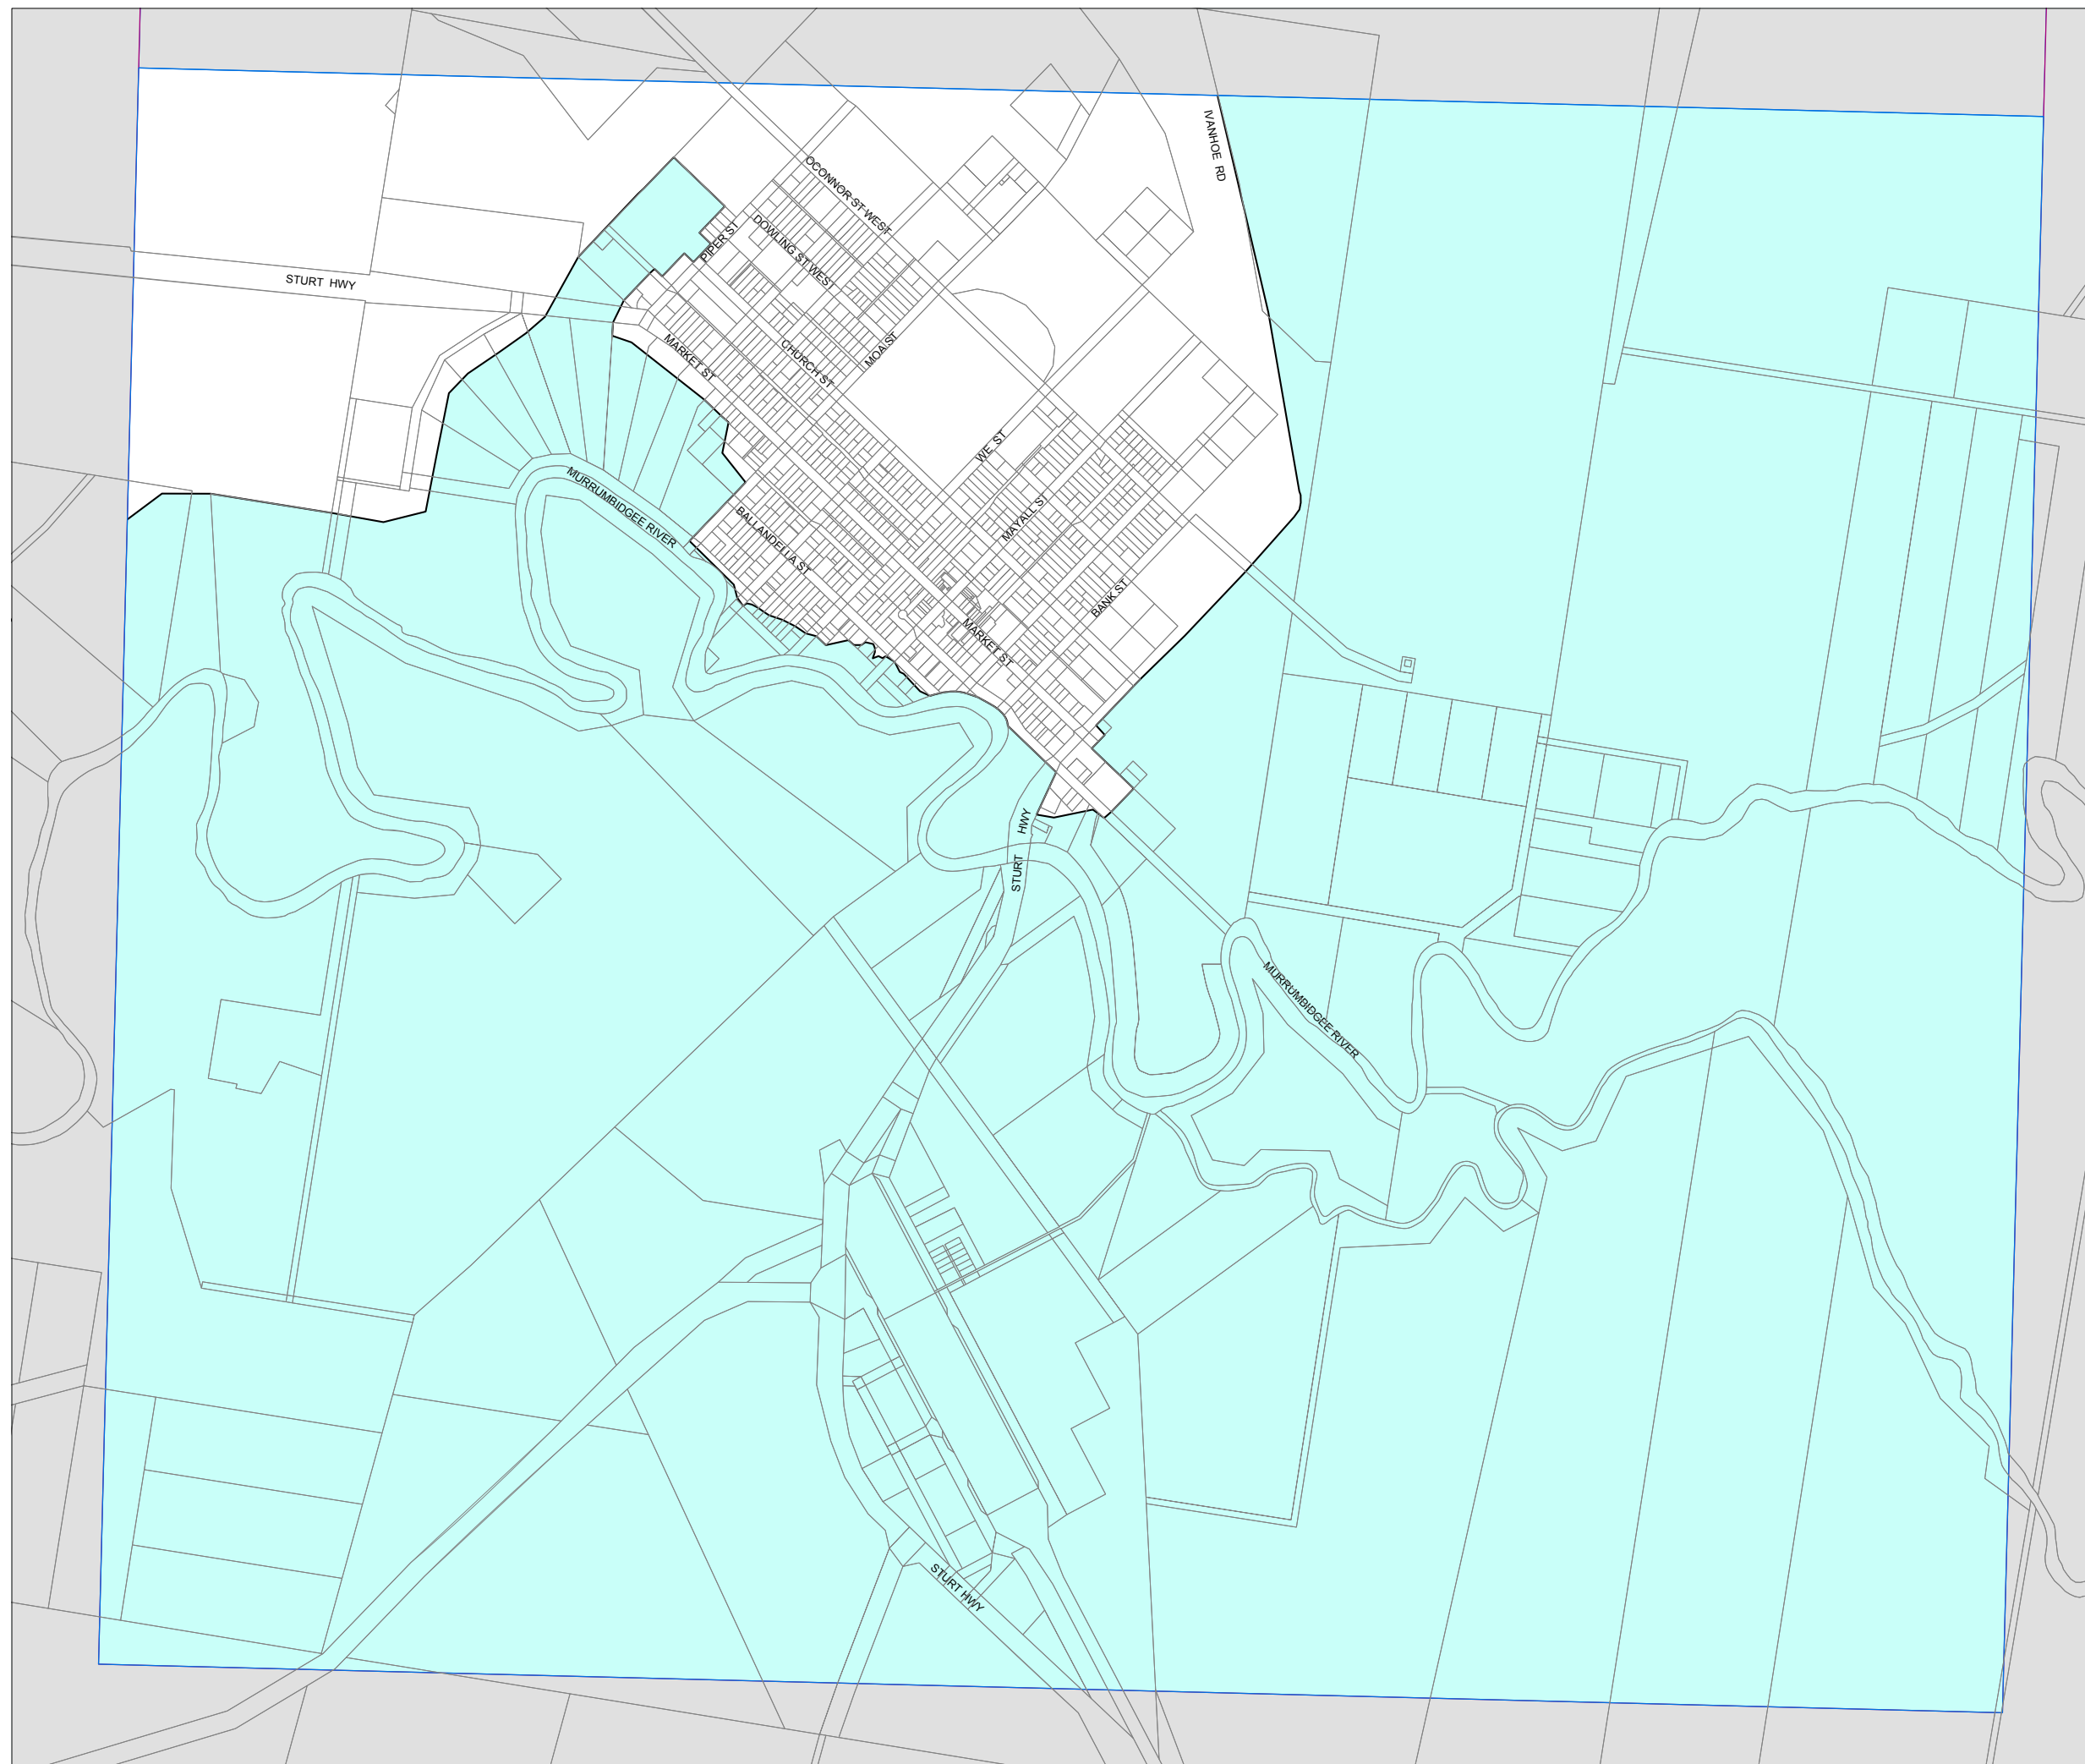 IVANHOE RD
OCONNOR ST WEST
DOWLING ST WEST
PIPER ST
STURT HWY
MARKET ST
CHURCH ST
MOA ST
WE ST
MURRUMBIDGEE RIVER
BALLANDELLA ST
MAYALL ST
BANK ST
MARKET ST
STURT HWY
MURRUMBIDGEE RIVER
STURT HWY